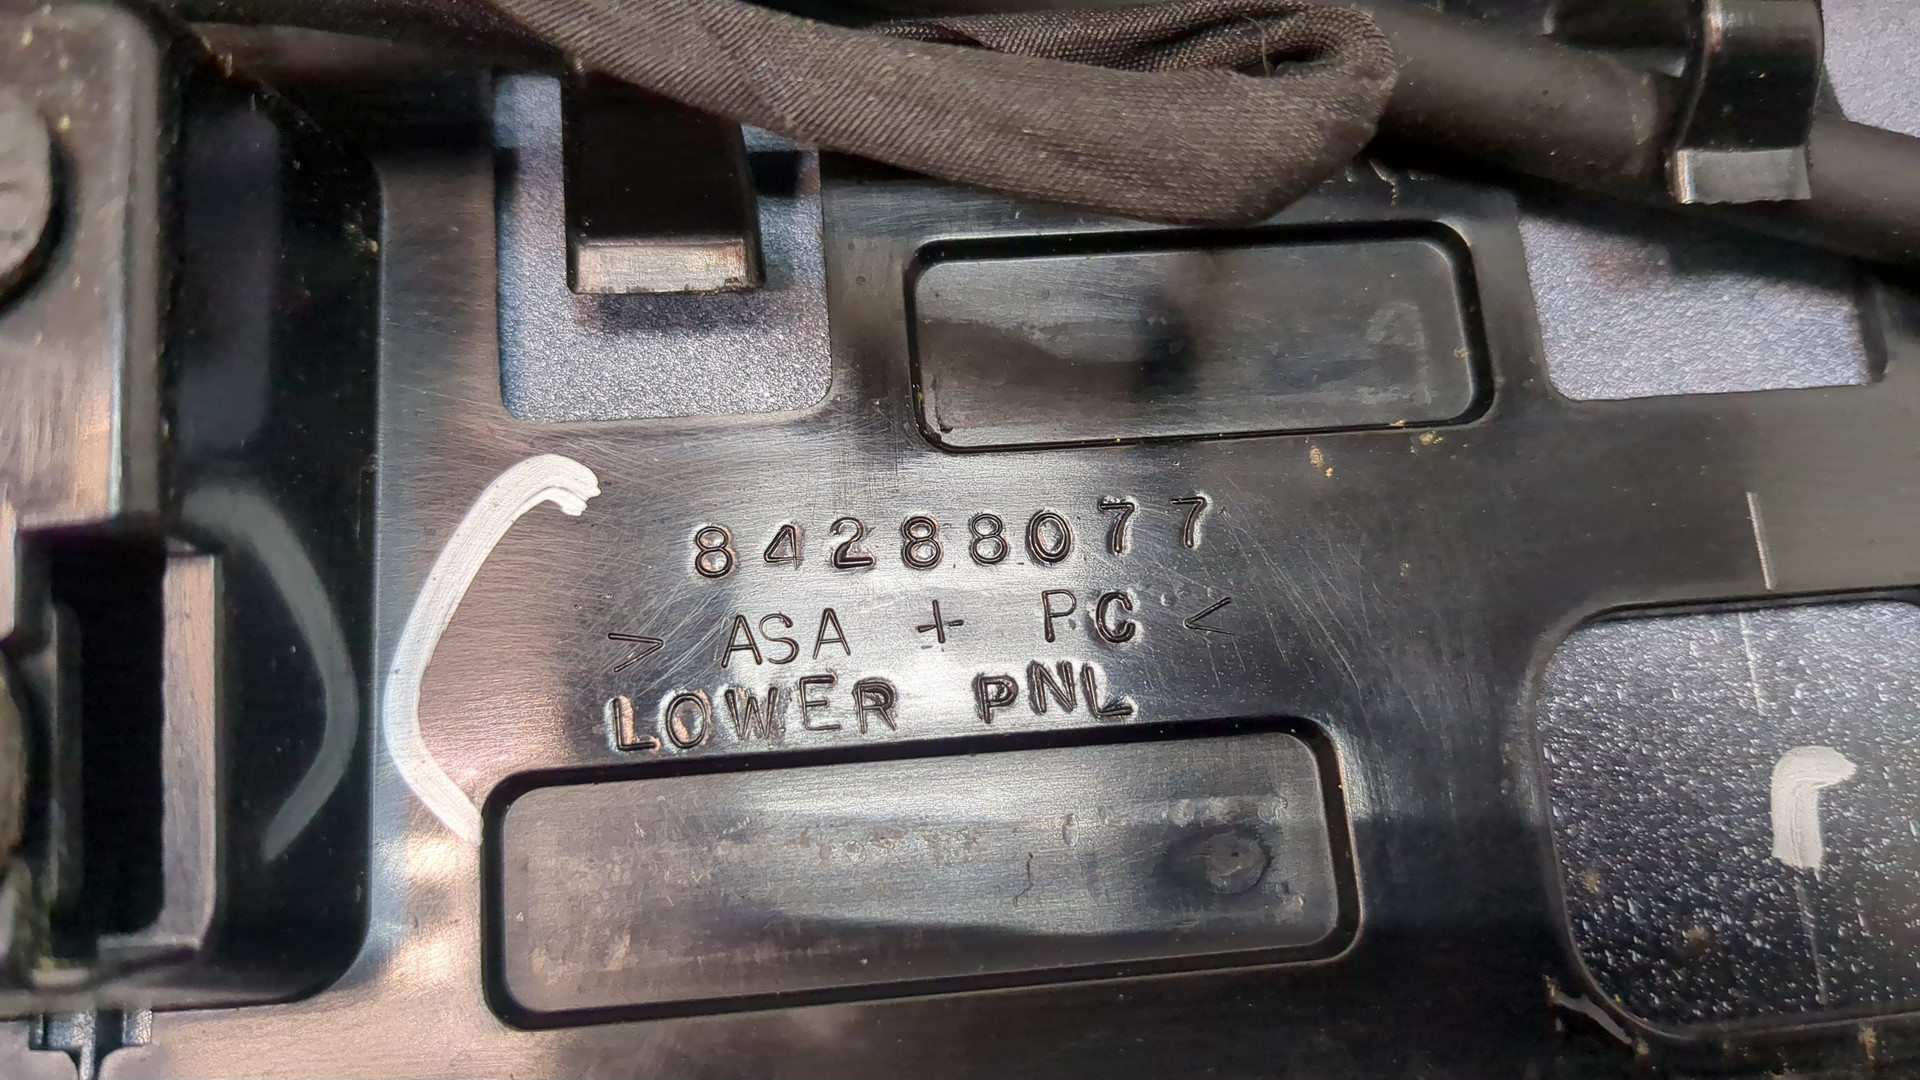 84288077
> ASA + PC <
LOWER PNL